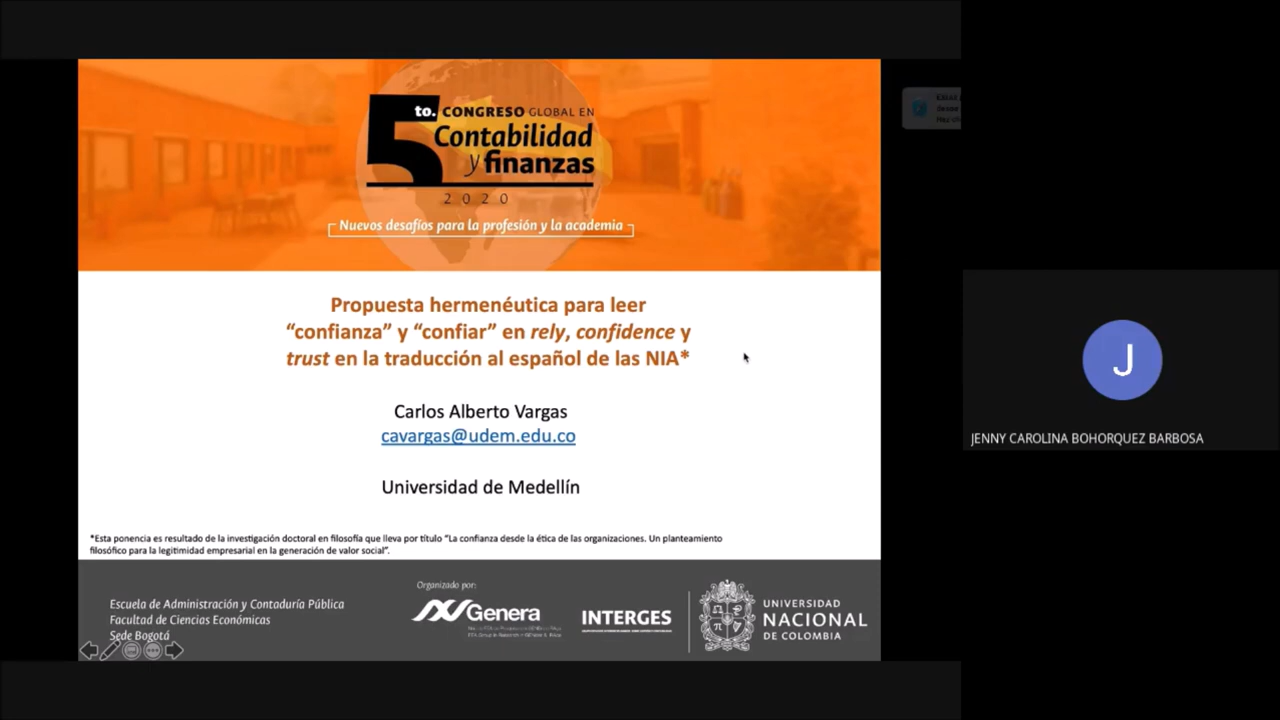 to. CONGRESO GLOBAL EN
5
Contabilidad
y finanzas
2020
Nuevos desafíos para la profesión y la academia
Propuesta hermenéutica para leer
“confianza” y “confiar” en rely, confidence y
trust en la traducción al español de las NIA*
Carlos Alberto Vargas
cavargas@udem.edu.co
Universidad de Medellín
*Esta ponencia es resultado de la investigación doctoral en filosofía que lleva por título “La confianza desde la ética de las organizaciones. Un planteamiento
filosófico para la legitimidad empresarial en la generación de valor social”.
Escuela de Administración y Contaduría Pública
Facultad de Ciencias Económicas
Sede Bogotá
Organizado por:
Genera
INTERGES
UNIVERSIDAD
NACIONAL
DE COLOMBIA
J
JENNY CAROLINA BOHORQUEZ BARBOSA